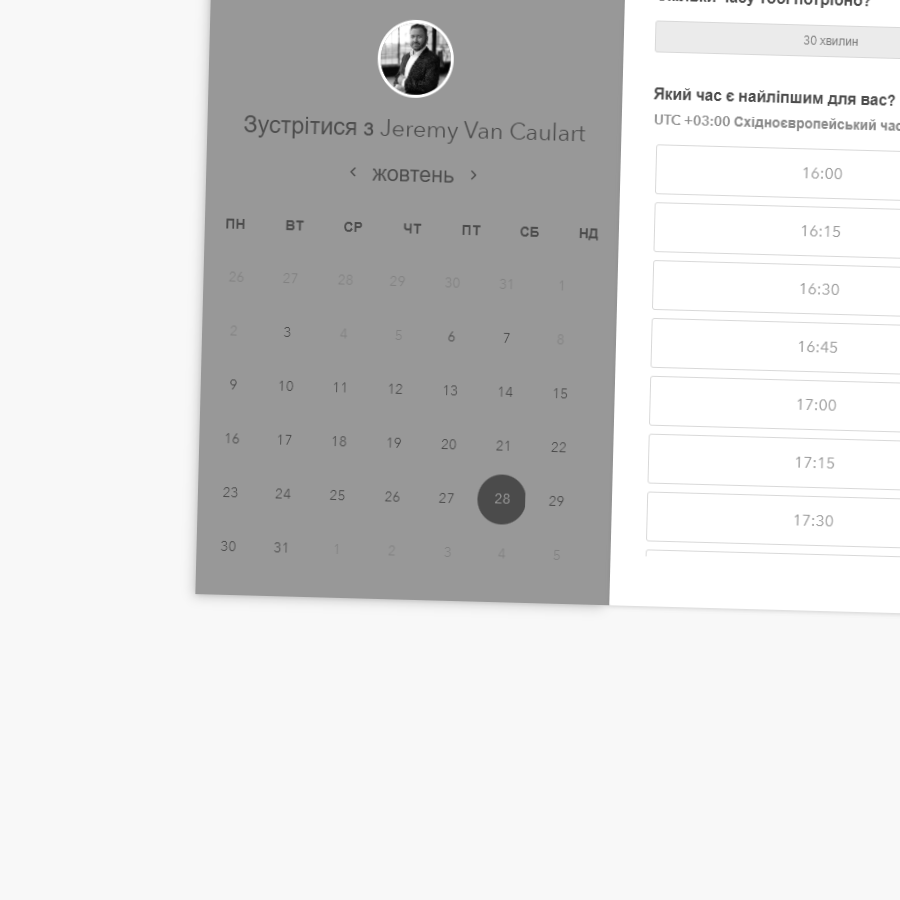 Зустрітися з Jeremy Van Caulart
жовтень
ПН ВТ СР ЧТ ПТ СБ НД
26 27 28 29 30 31 1
2 3 4 5 6 7 8
9 10 11 12 13 14 15
16 17 18 19 20 21 22
23 24 25 26 27 28 29
30 31 1 2 3 4 5
часу тобі потрібно?
30 хвилин
Який час є найліпшим для вас?
UTC +03:00 Східноєвропейський час
16:00
16:15
16:30
16:45
17:00
17:15
17:30